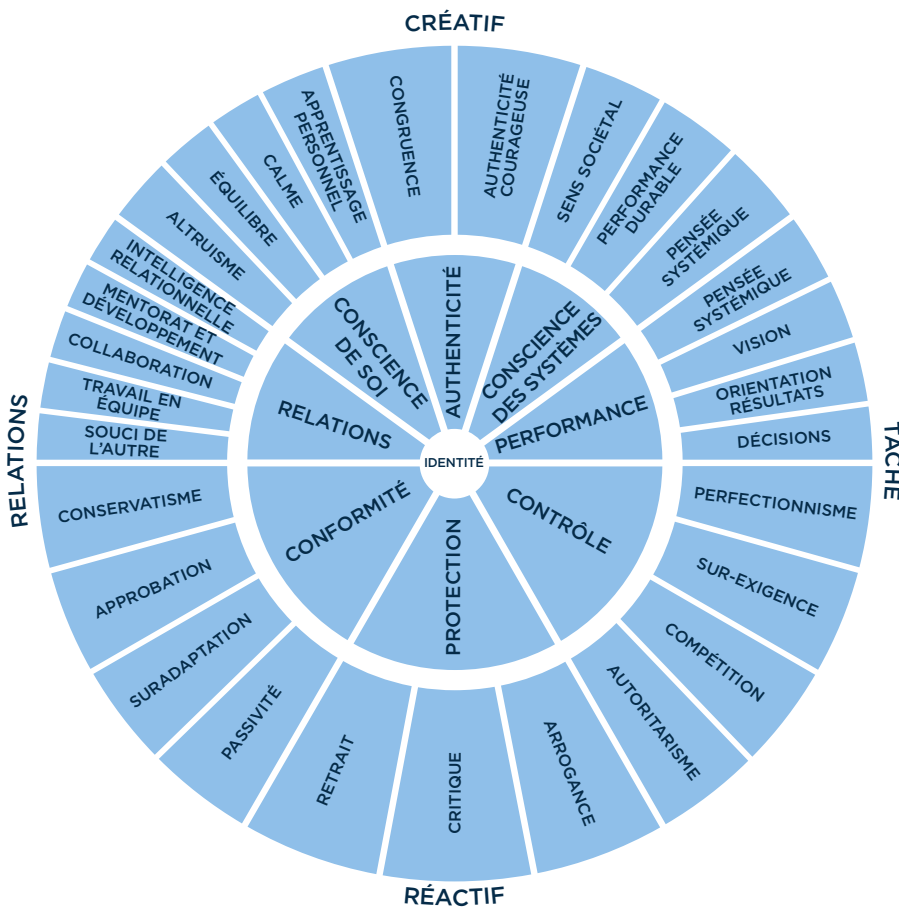 CRÉATIF
CONGRUENCE
AUTHENTICITÉ
COURAGEUSE
SENS SOCIÉTAL
PERFORMANCE
DURABLE
PENSÉE
SYSTÉMIQUE
PENSÉE
SYSTÉMIQUE
VISION
ORIENTATION
RÉSULTATS
DÉCISIONS
TACHE
PERFECTIONNISME
SUR-EXIGENCE
COMPÉTITION
AUTORITARISME
ARROGANCE
CRITIQUE
RETRAIT
PASSIVITÉ
SURADAPTATION
APPROBATION
CONSERVATISME
RELATIONS
SOUCI DE
L'AUTRE
TRAVAIL EN
ÉQUIPE
COLLABORATION
MENTORAT ET
DÉVELOPPEMENT
INTELLIGENCE
RELATIONNELLE
ALTRUISME
ÉQUILIBRE
CALME
APPRENTISSAGE
PERSONNEL
AUTHENTICITÉ
CONSCIENCE
DES SYSTÈMES
PERFORMANCE
CONTRÔLE
PROTECTION
CONFORMITÉ
RELATIONS
CONSCIENCE
DE SOI
IDENTITÉ
RÉACTIF